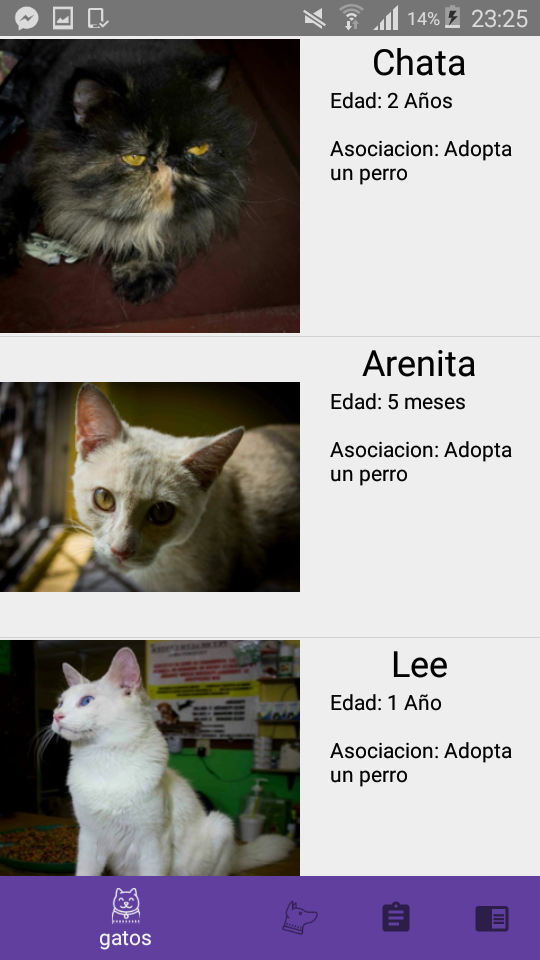 14% 23:25
Chata
Edad: 2 Años
Asociacion: Adopta
un perro
Arenita
Edad: 5 meses
Asociacion: Adopta
un perro
Lee
Edad: 1 Año
Asociacion: Adopta
un perro
gatos